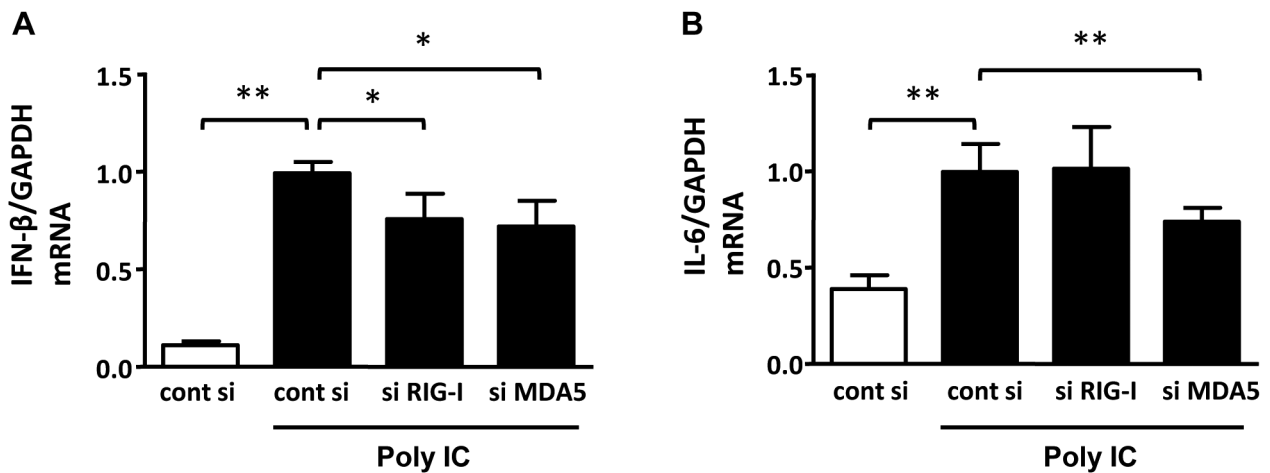 A
IFN-β/GAPDH
mRNA
1.5
1.0
0.5
0.0
**
*
*
cont si
cont si
si RIG-I
si MDA5
Poly IC
B
IL-6/GAPDH
mRNA
1.5
1.0
0.5
0.0
**
**
cont si
cont si
si RIG-I
si MDA5
Poly IC